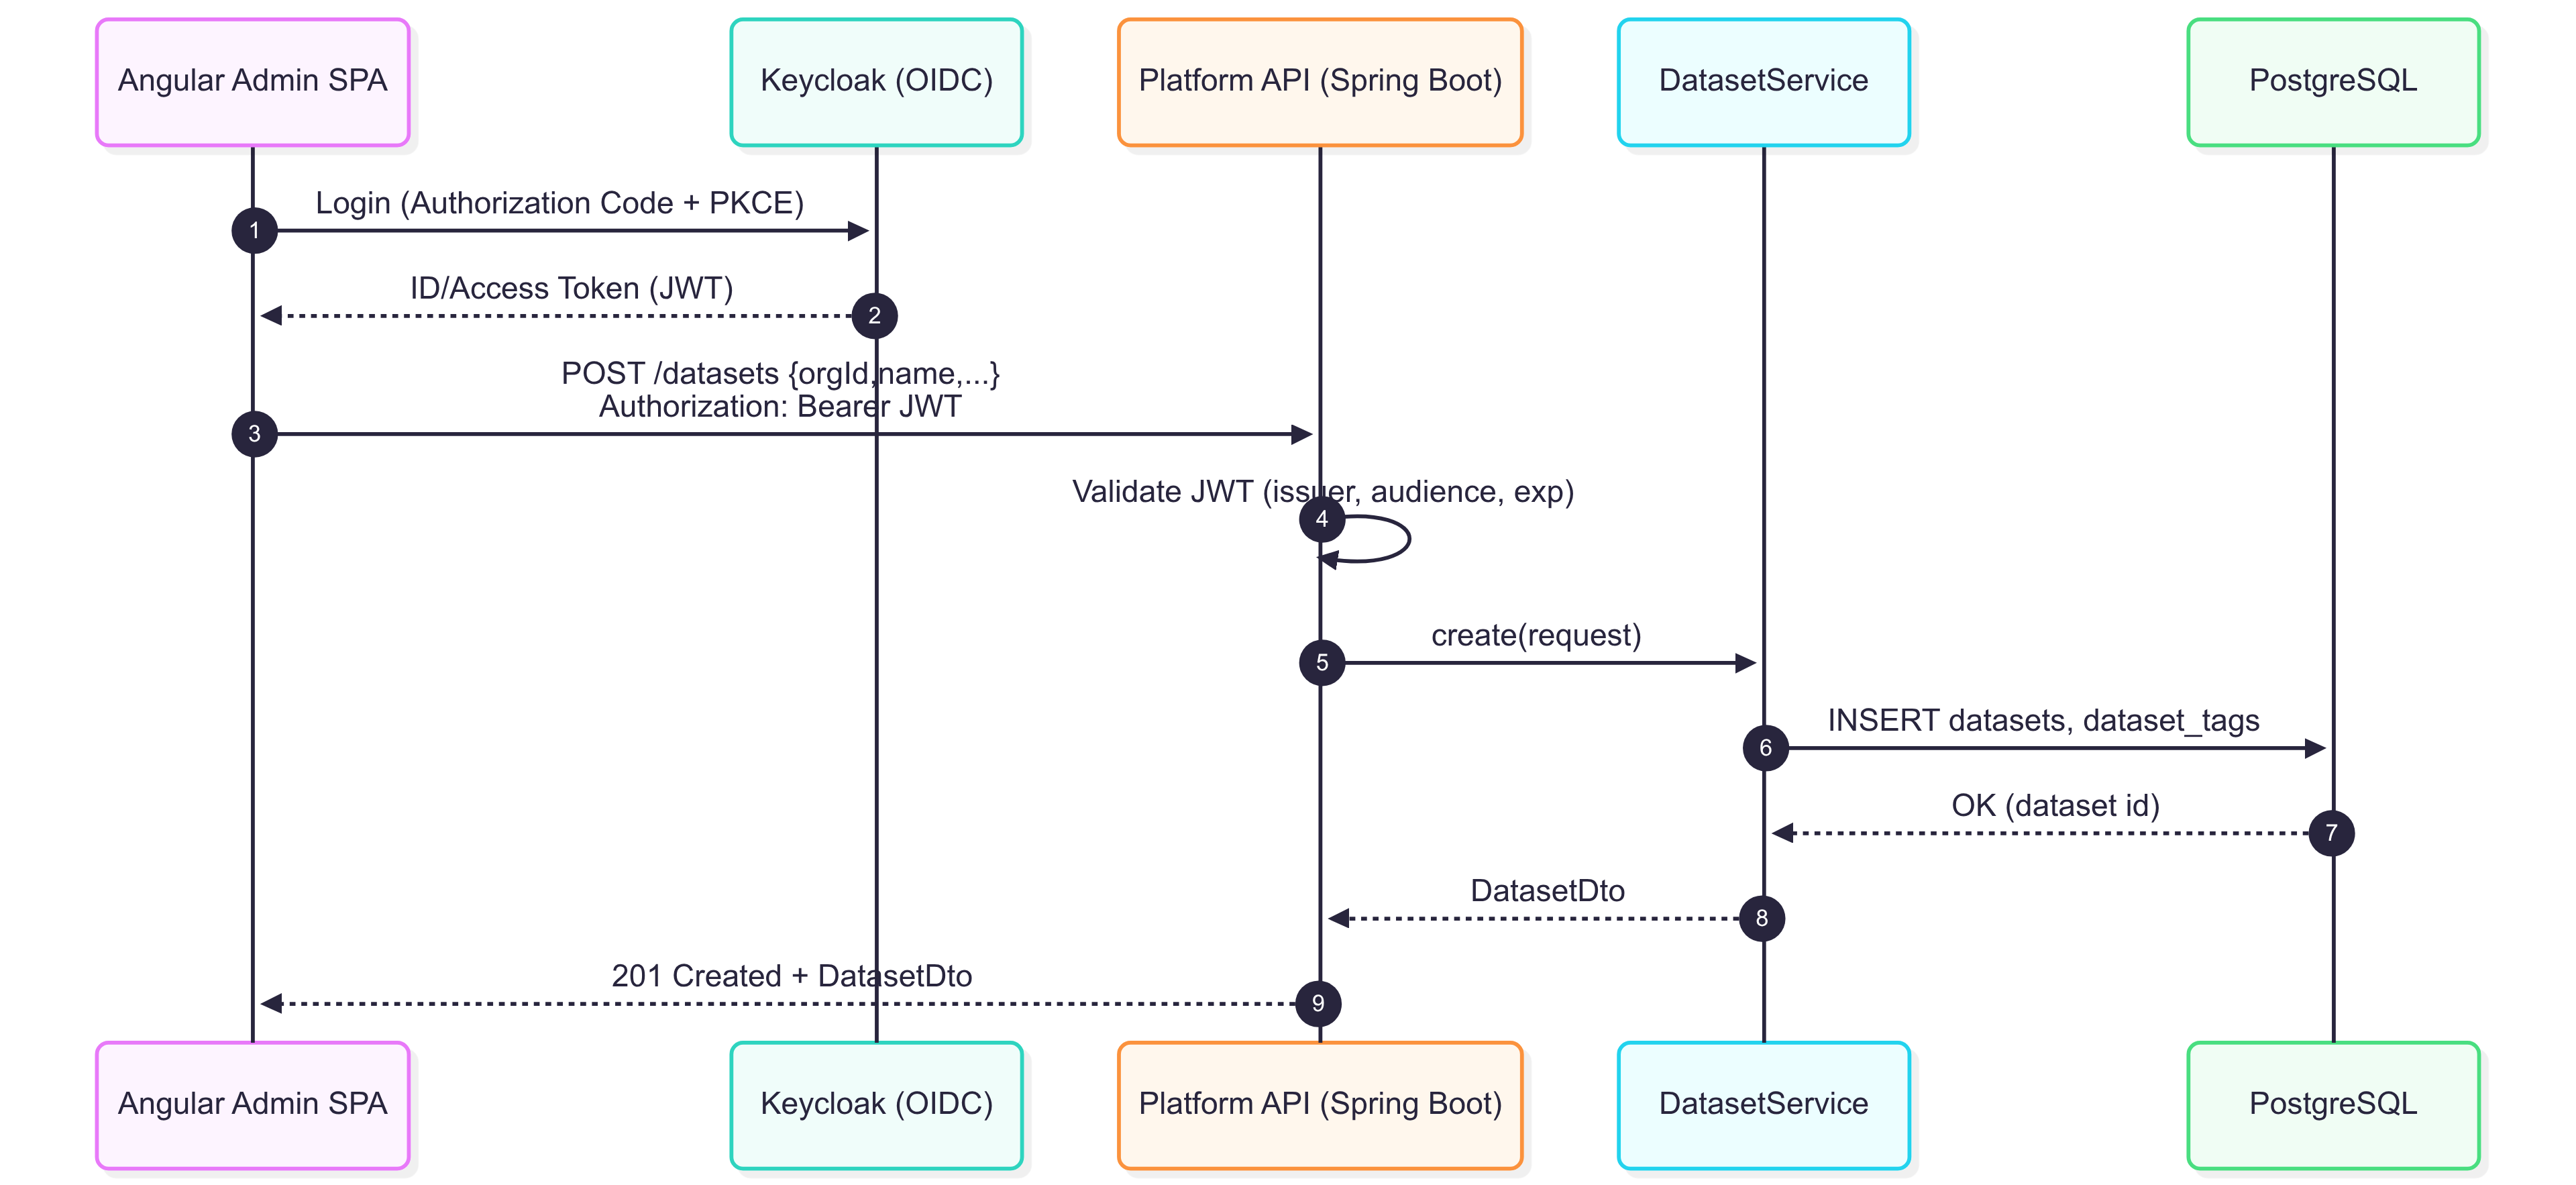 Angular Admin SPA
Keycloak (OIDC)
Platform API (Spring Boot)
DatasetService
PostgreSQL
Login (Authorization Code + PKCE)
1
ID/Access Token (JWT)
2
POST /datasets {orgId,name,...}
Authorization: Bearer JWT
3
Validate JWT (issuer, audience, exp)
4
create(request)
5
INSERT datasets, dataset_tags
6
OK (dataset id)
7
DatasetDto
8
201 Created + DatasetDto
9
Angular Admin SPA
Keycloak (OIDC)
Platform API (Spring Boot)
DatasetService
PostgreSQL